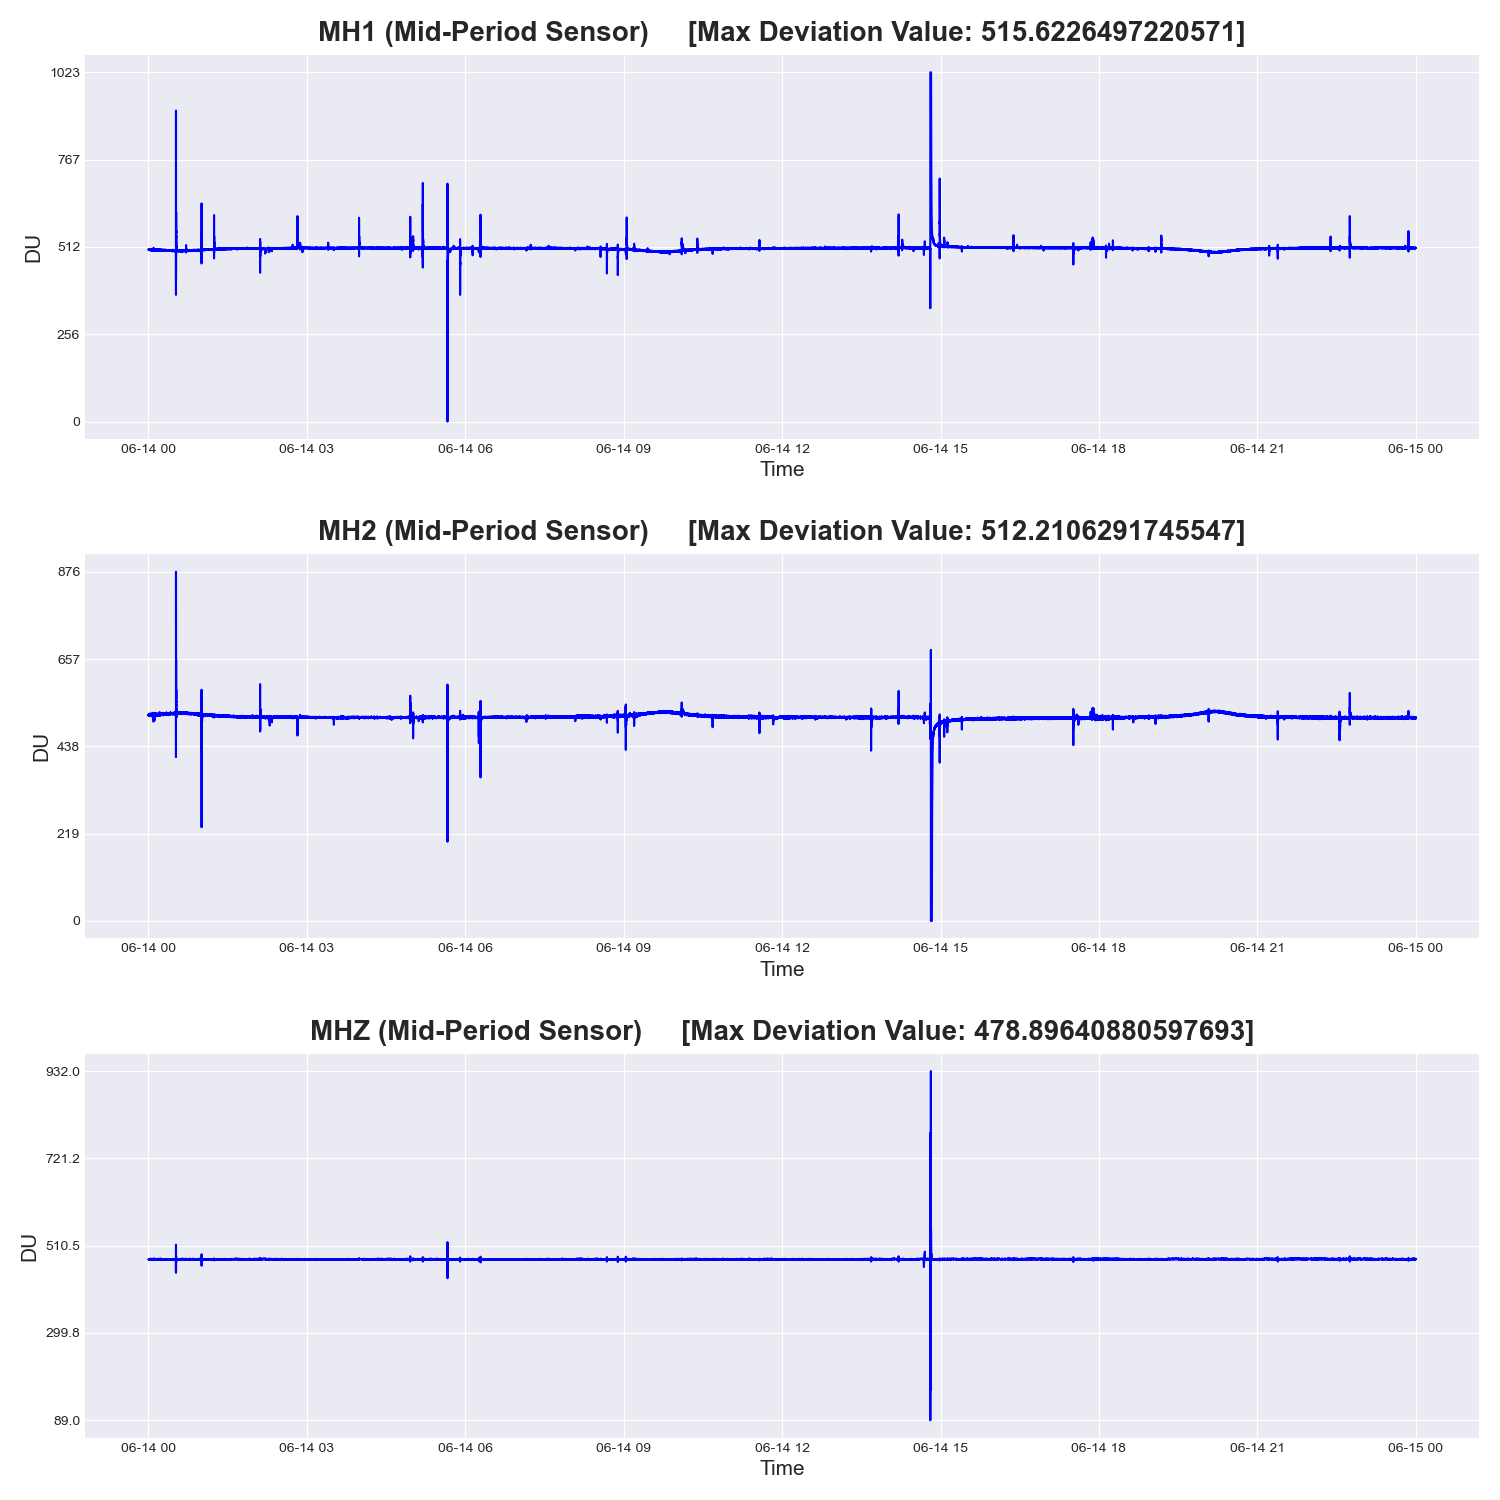 MH1 (Mid-Period Sensor) [Max Deviation Value: 515.6226497220571]
1023
767
512
256
0
DU
06-14 00 06-14 03 06-14 06 06-14 09 06-14 12 06-14 15 06-14 18 06-14 21 06-15 00
Time
MH2 (Mid-Period Sensor) [Max Deviation Value: 512.2106291745547]
876
657
438
219
0
DU
06-14 00 06-14 03 06-14 06 06-14 09 06-14 12 06-14 15 06-14 18 06-14 21 06-15 00
Time
MHZ (Mid-Period Sensor) [Max Deviation Value: 478.89640880597693]
932.0
721.2
510.5
299.8
89.0
DU
06-14 00 06-14 03 06-14 06 06-14 09 06-14 12 06-14 15 06-14 18 06-14 21 06-15 00
Time